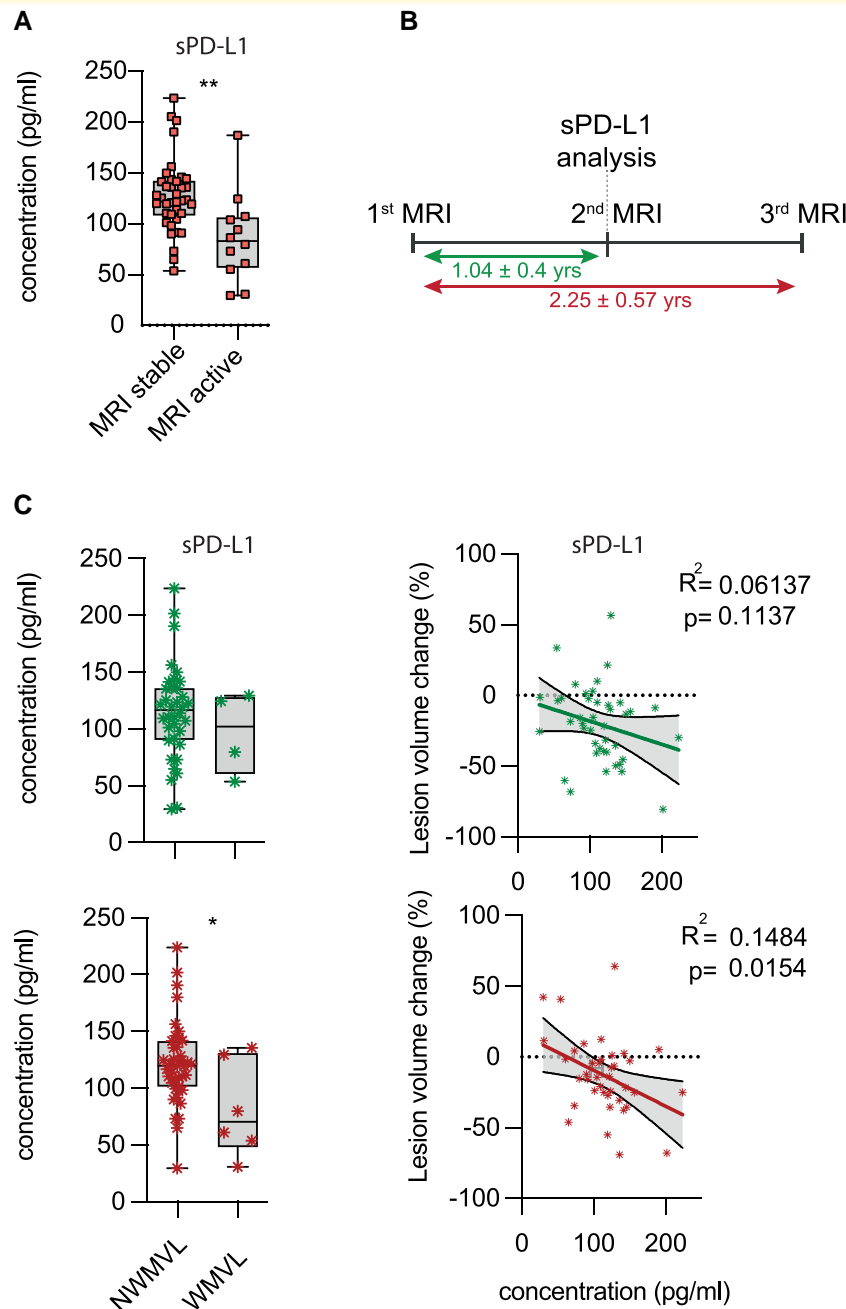 A
sPD-L1
**
concentration (pg/ml)
250
200
150
100
50
0
MRI stable
MRI active
B
sPD-L1
analysis
1st MRI
2nd MRI
3rd MRI
1.04 ± 0.4 yrs
2.25 ± 0.57 yrs
C
sPD-L1
concentration (pg/ml)
250
200
150
100
50
0
sPD-L1
Lesion volume change (%)
100
50
0
-50
-100
0
100
200
R2= 0.06137
p= 0.1137
*
concentration (pg/ml)
250
200
150
100
50
0
NWMVL
WMVL
Lesion volume change (%)
100
50
0
-50
-100
0
100
200
R2= 0.1484
p= 0.0154
concentration (pg/ml)